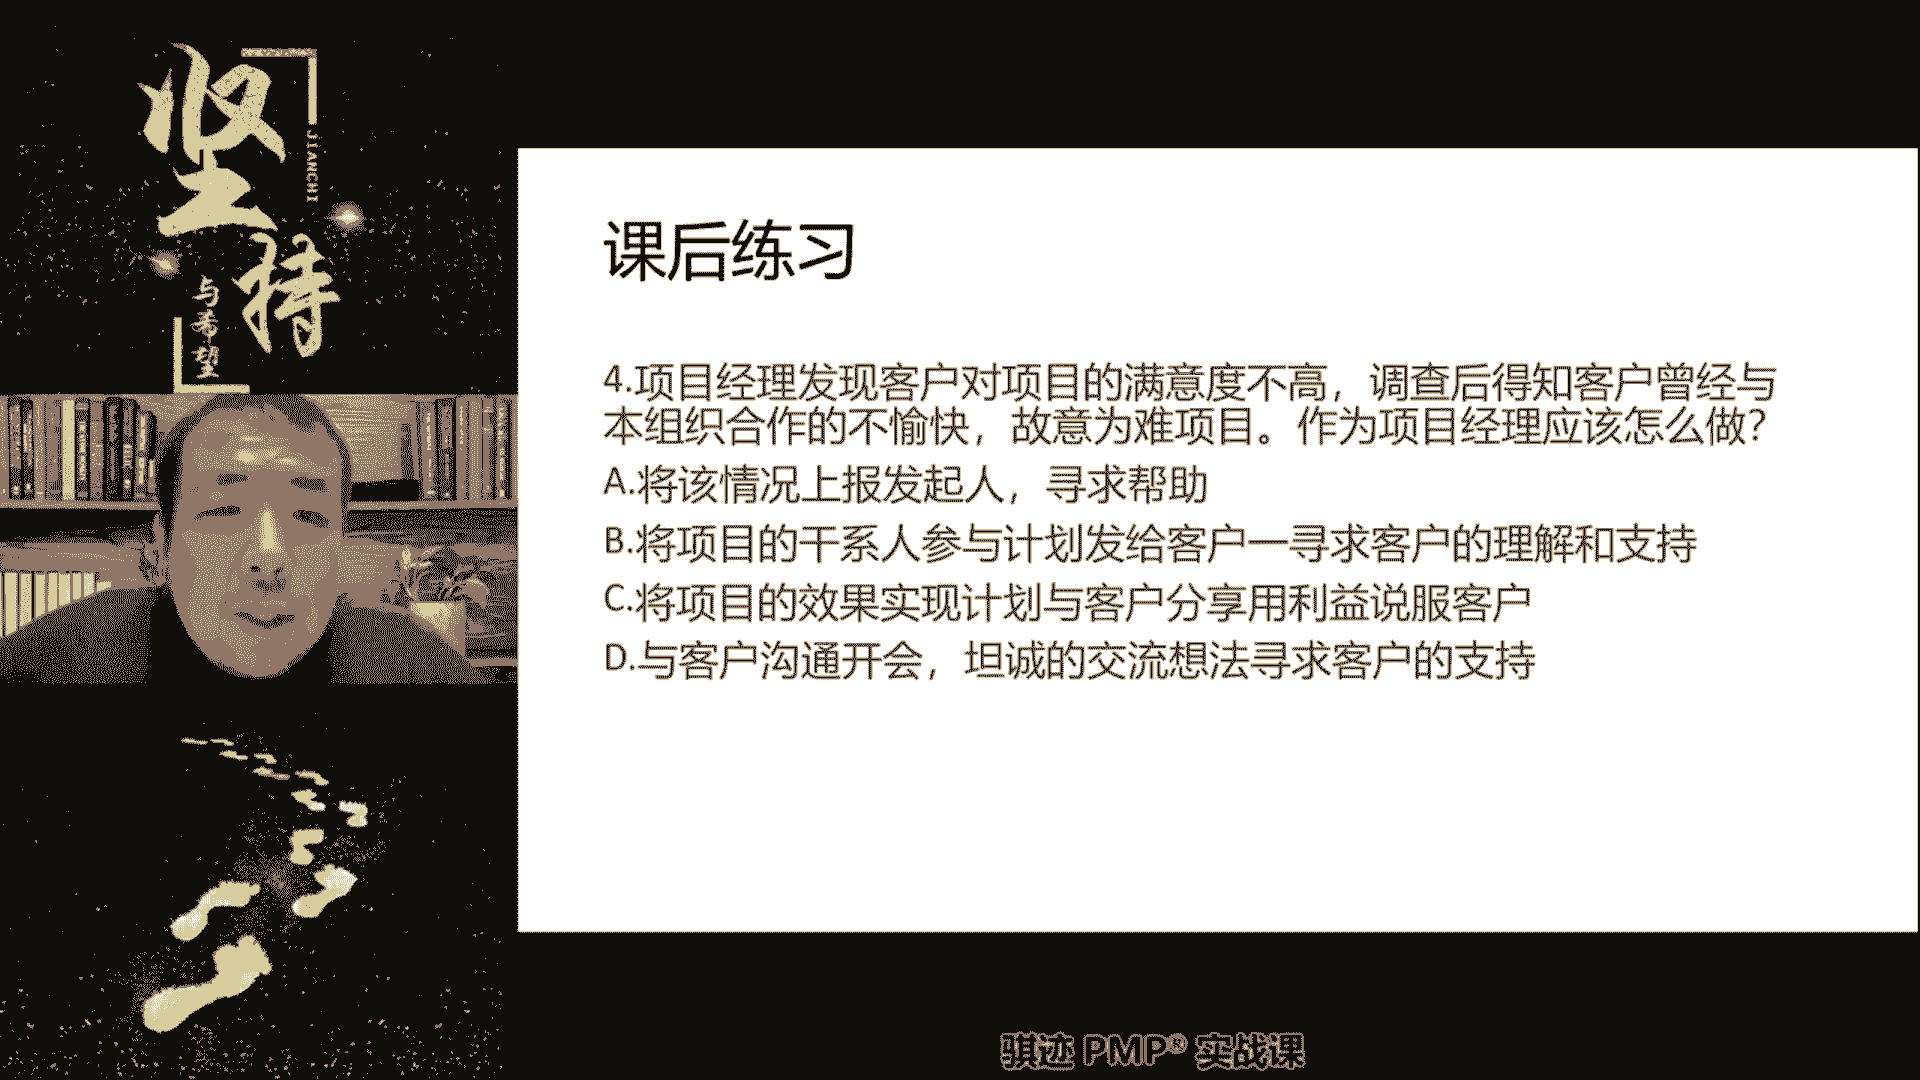 坚持
JIANCHI
与希望
课后练习
4.项目经理发现客户对项目的满意度不高，调查后得知客户曾经与
本组织合作的不愉快，故意为难项目。作为项目经理应该怎么做？
A.将该情况上报发起人，寻求帮助
B.将项目的干系人参与计划发给客户一寻求客户的理解和支持
C.将项目的效果实现计划与客户分享用利益说服客户
D.与客户沟通开会，坦诚的交流想法寻求客户的支持
骐迹 PMP® 实战课